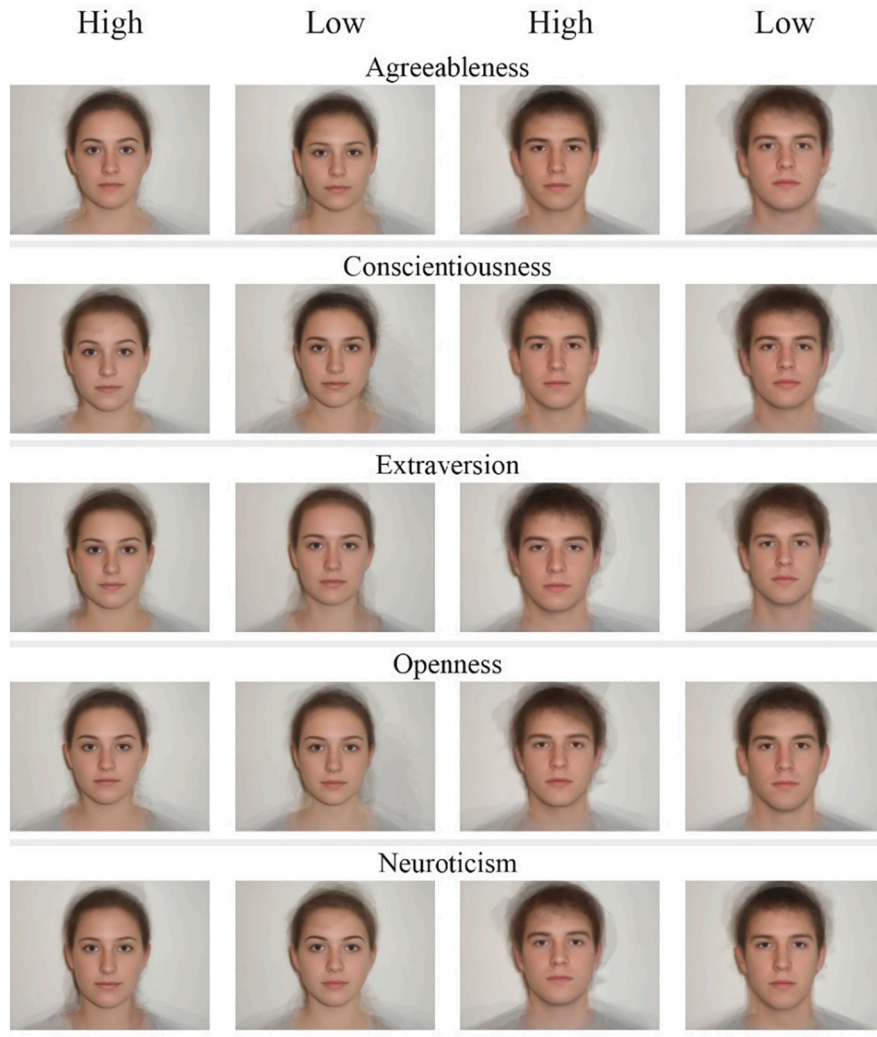 High Low High Low
Agreeableness
Conscientiousness
Extraversion
Openness
Neuroticism